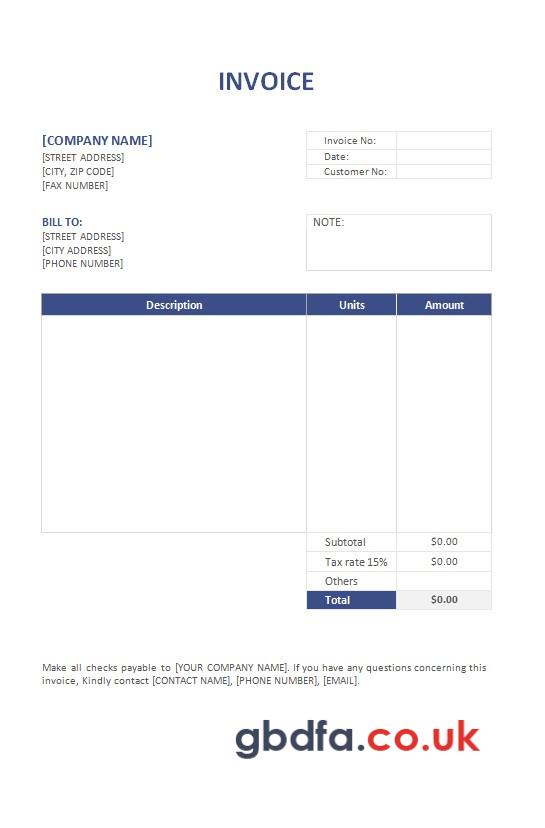 INVOICE
[COMPANY NAME]
[STREET ADDRESS]
[CITY, ZIP CODE]
[FAX NUMBER]
Invoice No:
Date:
Customer No:
BILL TO:
[STREET ADDRESS]
[CITY ADDRESS]
[PHONE NUMBER]
NOTE:
Description Units Amount
Subtotal $0.00
Tax rate 15% $0.00
Others
Total $0.00
Make all checks payable to [YOUR COMPANY NAME]. If you have any questions concerning this
invoice, Kindly contact [CONTACT NAME], [PHONE NUMBER], [EMAIL].
gbdfa.co.uk